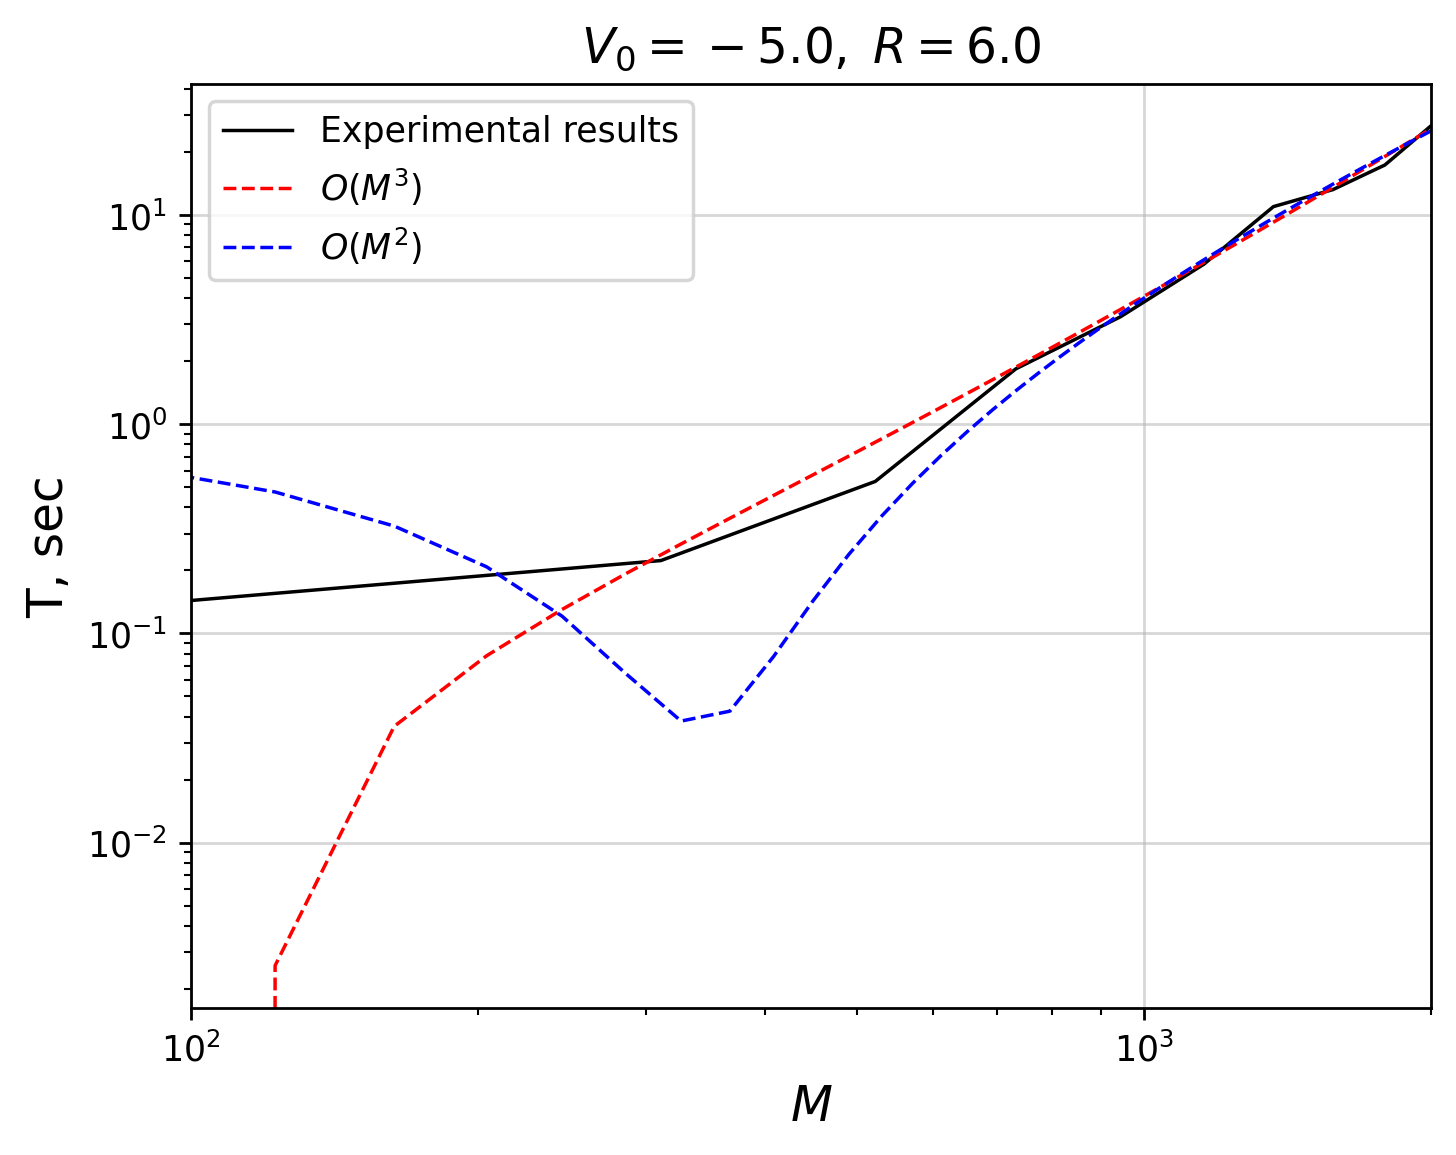 V₀ = −5.0, R = 6.0
Experimental results
O(M³)
O(M²)
10¹
10⁰
10⁻¹
10⁻²
T, sec
10²
10³
M